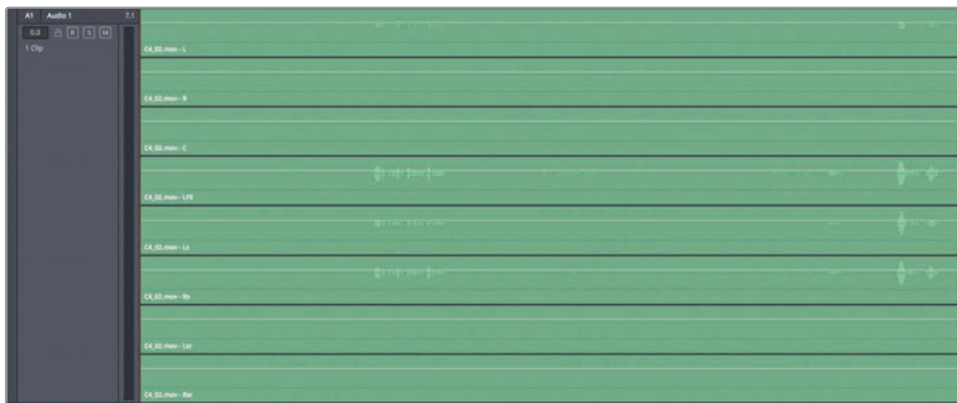 A1 Audio 1 7.1
0.0 R S M
1 Clip
C4_02.mov - L
C4_02.mov - R
C4_02.mov - C
C4_02.mov - LFE
C4_02.mov - Ls
C4_02.mov - Rs
C4_02.mov - Lsr
C4_02.mov - Rsr